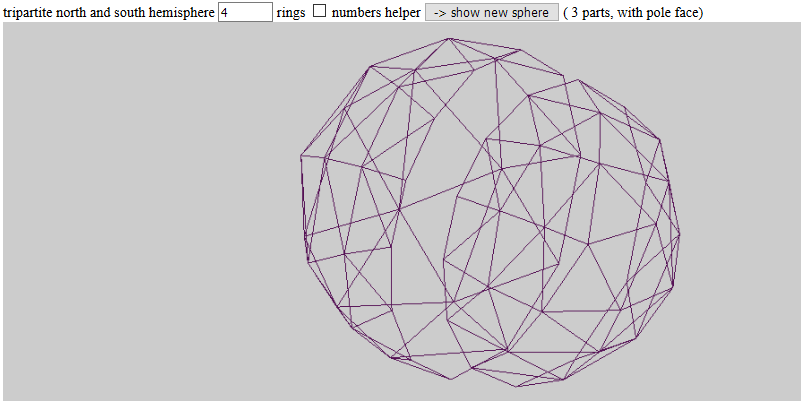 tripartite north and south hemisphere 4 rings numbers helper -> show new sphere ( 3 parts, with pole face)